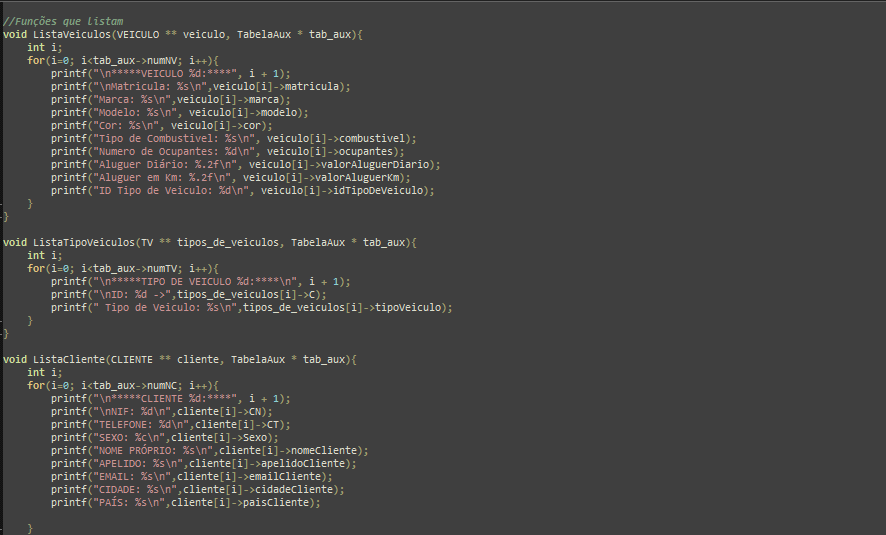 //Funções que listam
void ListaVeiculos(VEICULO ** veiculo, TabelaAux * tab_aux){
    int i;
    for(i=0; i<tab_aux->numNV; i++){
        printf("\n*****VEICULO %d:****", i + 1);
        printf("\nMatricula: %s\n",veiculo[i]->matricula);
        printf("Marca: %s\n",veiculo[i]->marca);
        printf("Modelo: %s\n", veiculo[i]->modelo);
        printf("Cor: %s\n", veiculo[i]->cor);
        printf("Tipo de Combustivel: %s\n", veiculo[i]->combustivel);
        printf("Numero de Ocupantes: %d\n", veiculo[i]->ocupantes);
        printf("Aluguer Diário: %.2f\n", veiculo[i]->valorAluguerDiario);
        printf("Aluguer em Km: %.2f\n", veiculo[i]->valorAluguerKm);
        printf("ID Tipo de Veiculo: %d\n", veiculo[i]->idTipoDeVeiculo);
    }
}

void ListaTipoVeiculos(TV ** tipos_de_veiculos, TabelaAux * tab_aux){
    int i;
    for(i=0; i<tab_aux->numTV; i++){
        printf("\n*****TIPO DE VEICULO %d:****\n", i + 1);
        printf("\nID: %d ->",tipos_de_veiculos[i]->C);
        printf(" Tipo de Veiculo: %s\n",tipos_de_veiculos[i]->tipoVeiculo);
    }
}

void ListaCliente(CLIENTE ** cliente, TabelaAux * tab_aux){
    int i;
    for(i=0; i<tab_aux->numNC; i++){
        printf("\n*****CLIENTE %d:****", i + 1);
        printf("\nNIF: %d\n",cliente[i]->CN);
        printf("TELEFONE: %d\n",cliente[i]->CT);
        printf("SEXO: %c\n",cliente[i]->Sexo);
        printf("NOME PRÓPRIO: %s\n",cliente[i]->nomeCliente);
        printf("APELIDO: %s\n",cliente[i]->apelidoCliente);
        printf("EMAIL: %s\n",cliente[i]->emailCliente);
        printf("CIDADE: %s\n",cliente[i]->cidadeCliente);
        printf("PAÍS: %s\n",cliente[i]->paisCliente);

    }